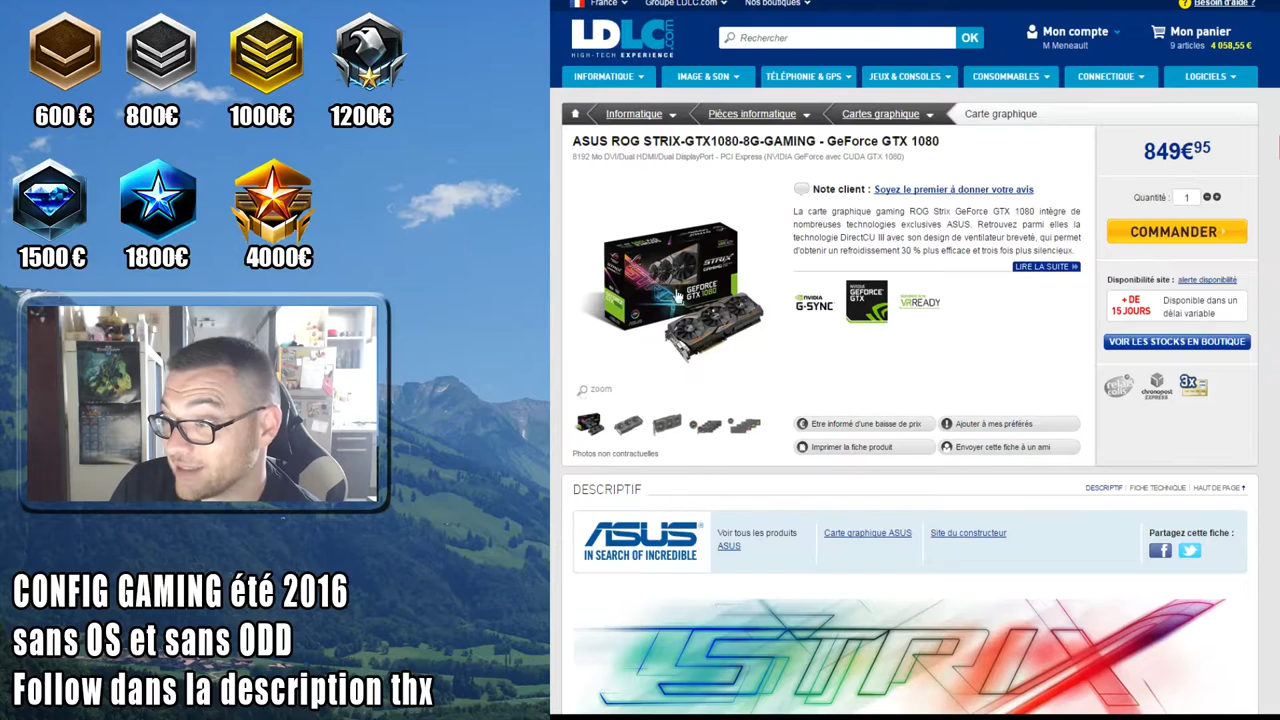 600€
800€
1000€
1200€
1500€
1800€
4000€
CONFIG GAMING été 2016
sans OS et sans ODD
Follow dans la description thx
France
Groupe LDLC.com
Nos boutiques
Besoin d'aide ?
LDLC.com
HIGH-TECH EXPERIENCE
Rechercher
OK
Mon compte
M Meneault
Mon panier
9 articles 4 058,55 €
INFORMATIQUE
IMAGE & SON
TÉLÉPHONIE & GPS
JEUX & CONSOLES
CONSOMMABLES
CONNECTIQUE
LOGICIELS
Informatique
Pièces informatique
Cartes graphique
Carte graphique
ASUS ROG STRIX-GTX1080-8G-GAMING - GeForce GTX 1080
8192 Mo DVI/Dual HDMI/Dual DisplayPort - PCI Express (NVIDIA GeForce avec CUDA GTX 1080)
849€95
Note client : Soyez le premier à donner votre avis
La carte graphique gaming ROG Strix GeForce GTX 1080 intègre de
nombreuses technologies exclusives ASUS. Retrouvez parmi elles la
technologie DirectCU III avec son design de ventilateur breveté, qui permet
d'obtenir un refroidissement 30 % plus efficace et trois fois plus silencieux.
LIRE LA SUITE
Quantité : 1
COMMANDER
STRIX
GEFORCE
GTX 1080
NVIDIA
G-SYNC
GEFORCE
GTX
VR READY
Disponibilité site : alerte disponibilité
+ DE
15 JOURS
Disponible dans un
délai variable
VOIR LES STOCKS EN BOUTIQUE
relais
colis
chronopost
EXPRESS
3x
zoom
Photos non contractuelles
Etre informé d'une baisse de prix
Ajouter à mes préférés
Imprimer la fiche produit
Envoyer cette fiche à un ami
DESCRIPTIF
DESCRIPTIF
FICHE TECHNIQUE
HAUT DE PAGE
ASUS
IN SEARCH OF INCREDIBLE
Voir tous les produits
ASUS
Carte graphique ASUS
Site du constructeur
Partagez cette fiche :
STRIX